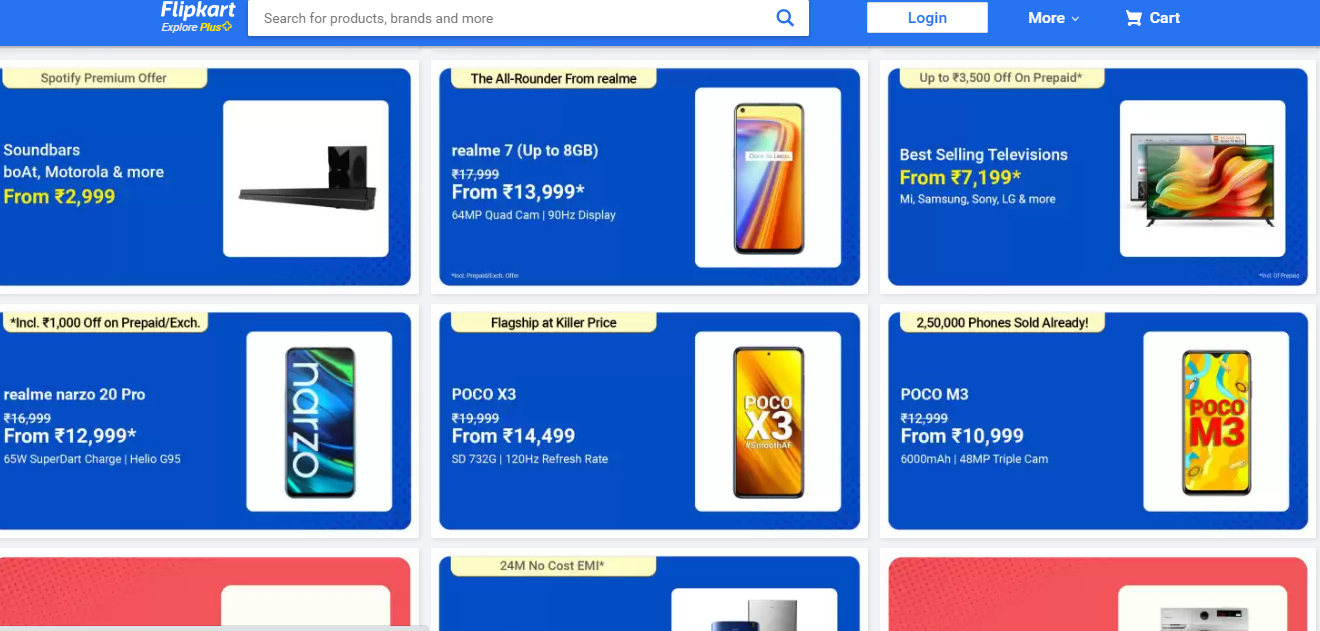 Flipkart
Explore Plus
Search for products, brands and more
Login
More
Cart
Spotify Premium Offer
Soundbars
boAt, Motorola & more
From ₹2,999
The All-Rounder From realme
realme 7 (Up to 8GB)
₹17,999
From ₹13,999*
64MP Quad Cam | 90Hz Display
*Incl. Prepaid/Exch. Offer
Up to ₹3,500 Off On Prepaid*
Best Selling Televisions
From ₹7,199*
Mi, Samsung, Sony, LG & more
*Incl. Of Prepaid
*Incl. ₹1,000 Off on Prepaid/Exch.
realme narzo 20 Pro
₹16,999
From ₹12,999*
65W SuperDart Charge | Helio G95
narzo
Flagship at Killer Price
POCO X3
₹19,999
From ₹14,499
SD 732G | 120Hz Refresh Rate
POCO
X3
#SmoothAF
2,50,000 Phones Sold Already!
POCO M3
₹12,999
From ₹10,999
6000mAh | 48MP Triple Cam
POCO
M3
24M No Cost EMI*